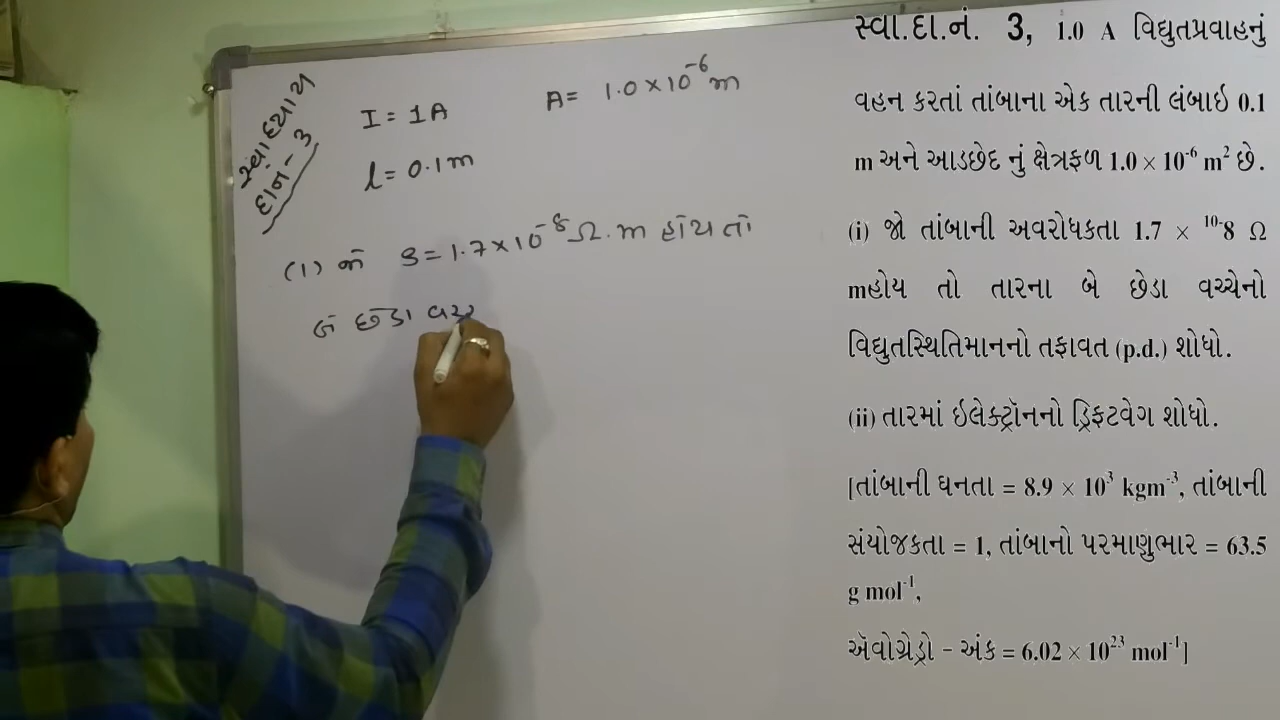 સ્વાધ્યાય
દા.નં - 3
I = 1A
A = 1.0 × 10⁻⁶ m
l = 0.1 m
(1) જો ρ = 1.7 × 10⁻⁸ Ω.m હોય તો
બે છેડા વચ્ચ
સ્વા.દા.નં. 3, 1.0 A વિદ્યુતપ્રવાહનું
વહન કરતાં તાંબાના એક તારની લંબાઇ 0.1
m અને આડછેદ નું ક્ષેત્રફળ 1.0 × 10⁻⁶ m² છે.
(i) જો તાંબાની અવરોધકતા 1.7 × ¹⁰⁻8 Ω
mહોય તો તારના બે છેડા વચ્ચેનો
વિદ્યુતસ્થિતિમાનનો તફાવત (p.d.) શોધો.
(ii) તારમાં ઇલેક્ટ્રૉનનો ડ્રિફ્ટવેગ શોધો.
[તાંબાની ઘનતા = 8.9 × 10³ kgm⁻³, તાંબાની
સંયોજકતા = 1, તાંબાનો પરમાણુભાર = 63.5
g mol⁻¹,
ઍવોગ્રેડ્રો - અંક = 6.02 × 10²³ mol⁻¹]